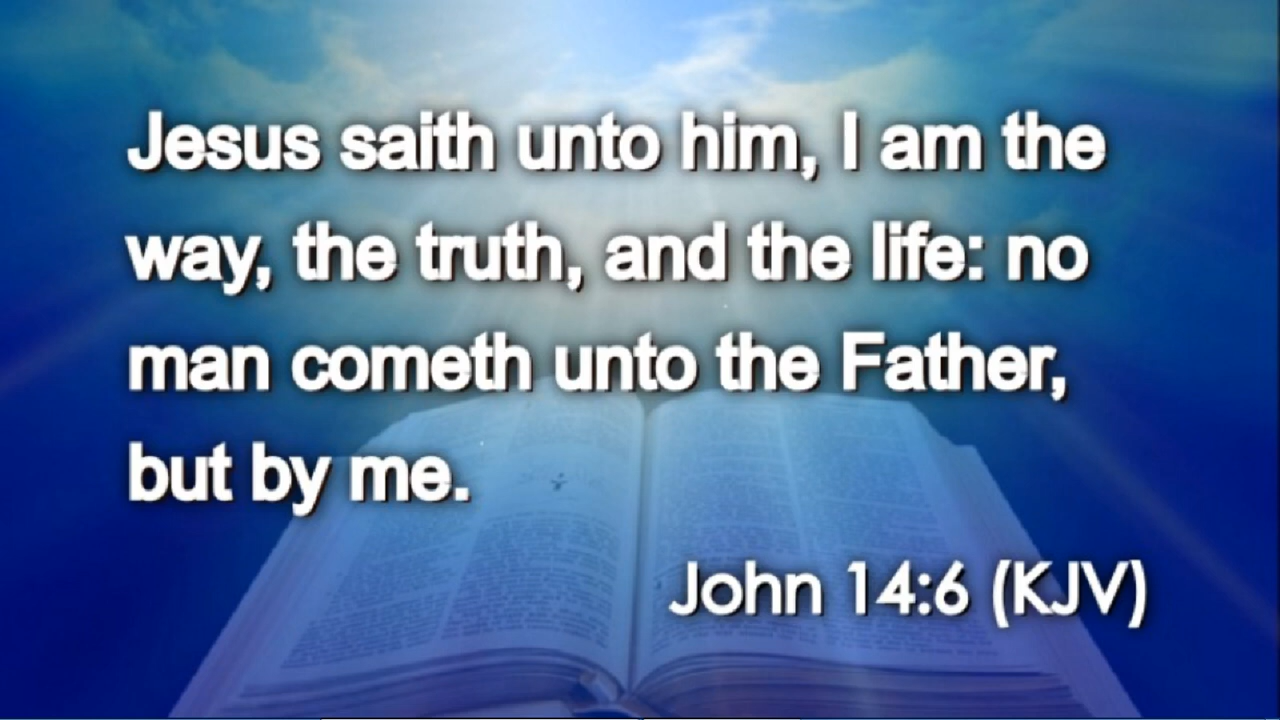 Jesus saith unto him, I am the
way, the truth, and the life: no
man cometh unto the Father,
but by me.
John 14:6 (KJV)